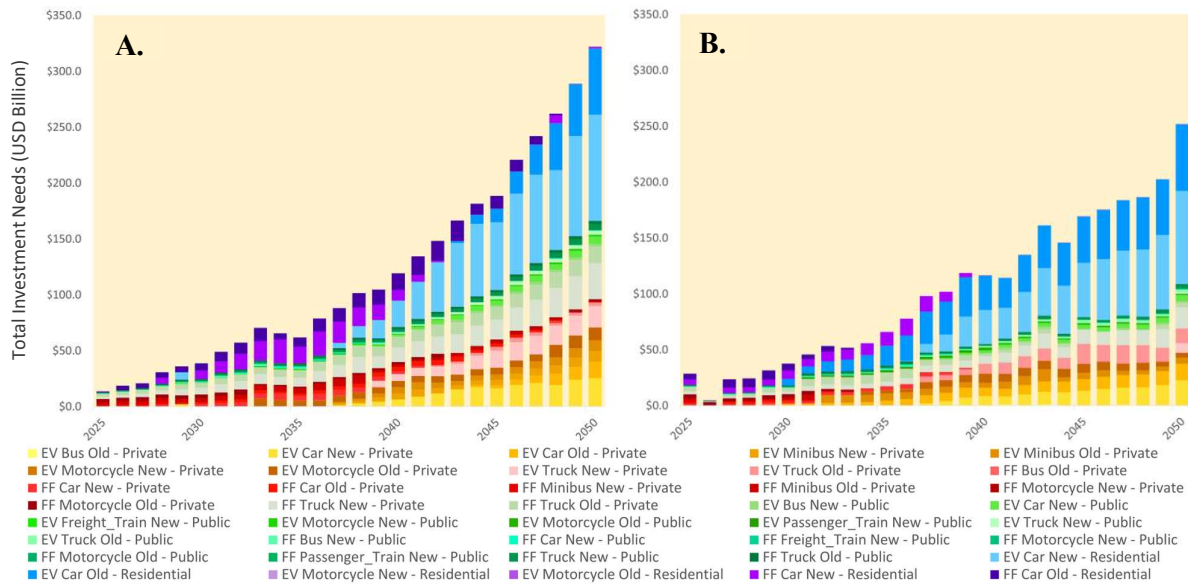 $350.0
$300.0
$250.0
$200.0
$150.0
$100.0
$50.0
$0.0
Total Investment Needs (USD Billion)
A.
2025
2030
2035
2040
2045
2050
$350.0
$300.0
$250.0
$200.0
$150.0
$100.0
$50.0
$0.0
B.
2025
2030
2035
2040
2045
2050
EV Bus Old - Private EV Car New - Private EV Car Old - Private EV Minibus New - Private EV Minibus Old - Private
EV Motorcycle New - Private EV Motorcycle Old - Private EV Truck New - Private EV Truck Old - Private FF Bus Old - Private
FF Car New - Private FF Car Old - Private FF Minibus New - Private FF Minibus Old - Private FF Motorcycle New - Private
FF Motorcycle Old - Private FF Truck New - Private FF Truck Old - Private EV Bus New - Public EV Car New - Public
EV Freight_Train New - Public EV Motorcycle New - Public EV Motorcycle Old - Public EV Passenger_Train New - Public EV Truck New - Public
EV Truck Old - Public FF Bus New - Public FF Car New - Public FF Freight_Train New - Public FF Motorcycle New - Public
FF Motorcycle Old - Public FF Passenger_Train New - Public FF Truck New - Public FF Truck Old - Public EV Car New - Residential
EV Car Old - Residential EV Motorcycle New - Residential EV Motorcycle Old - Residential FF Car New - Residential FF Car Old - Residential